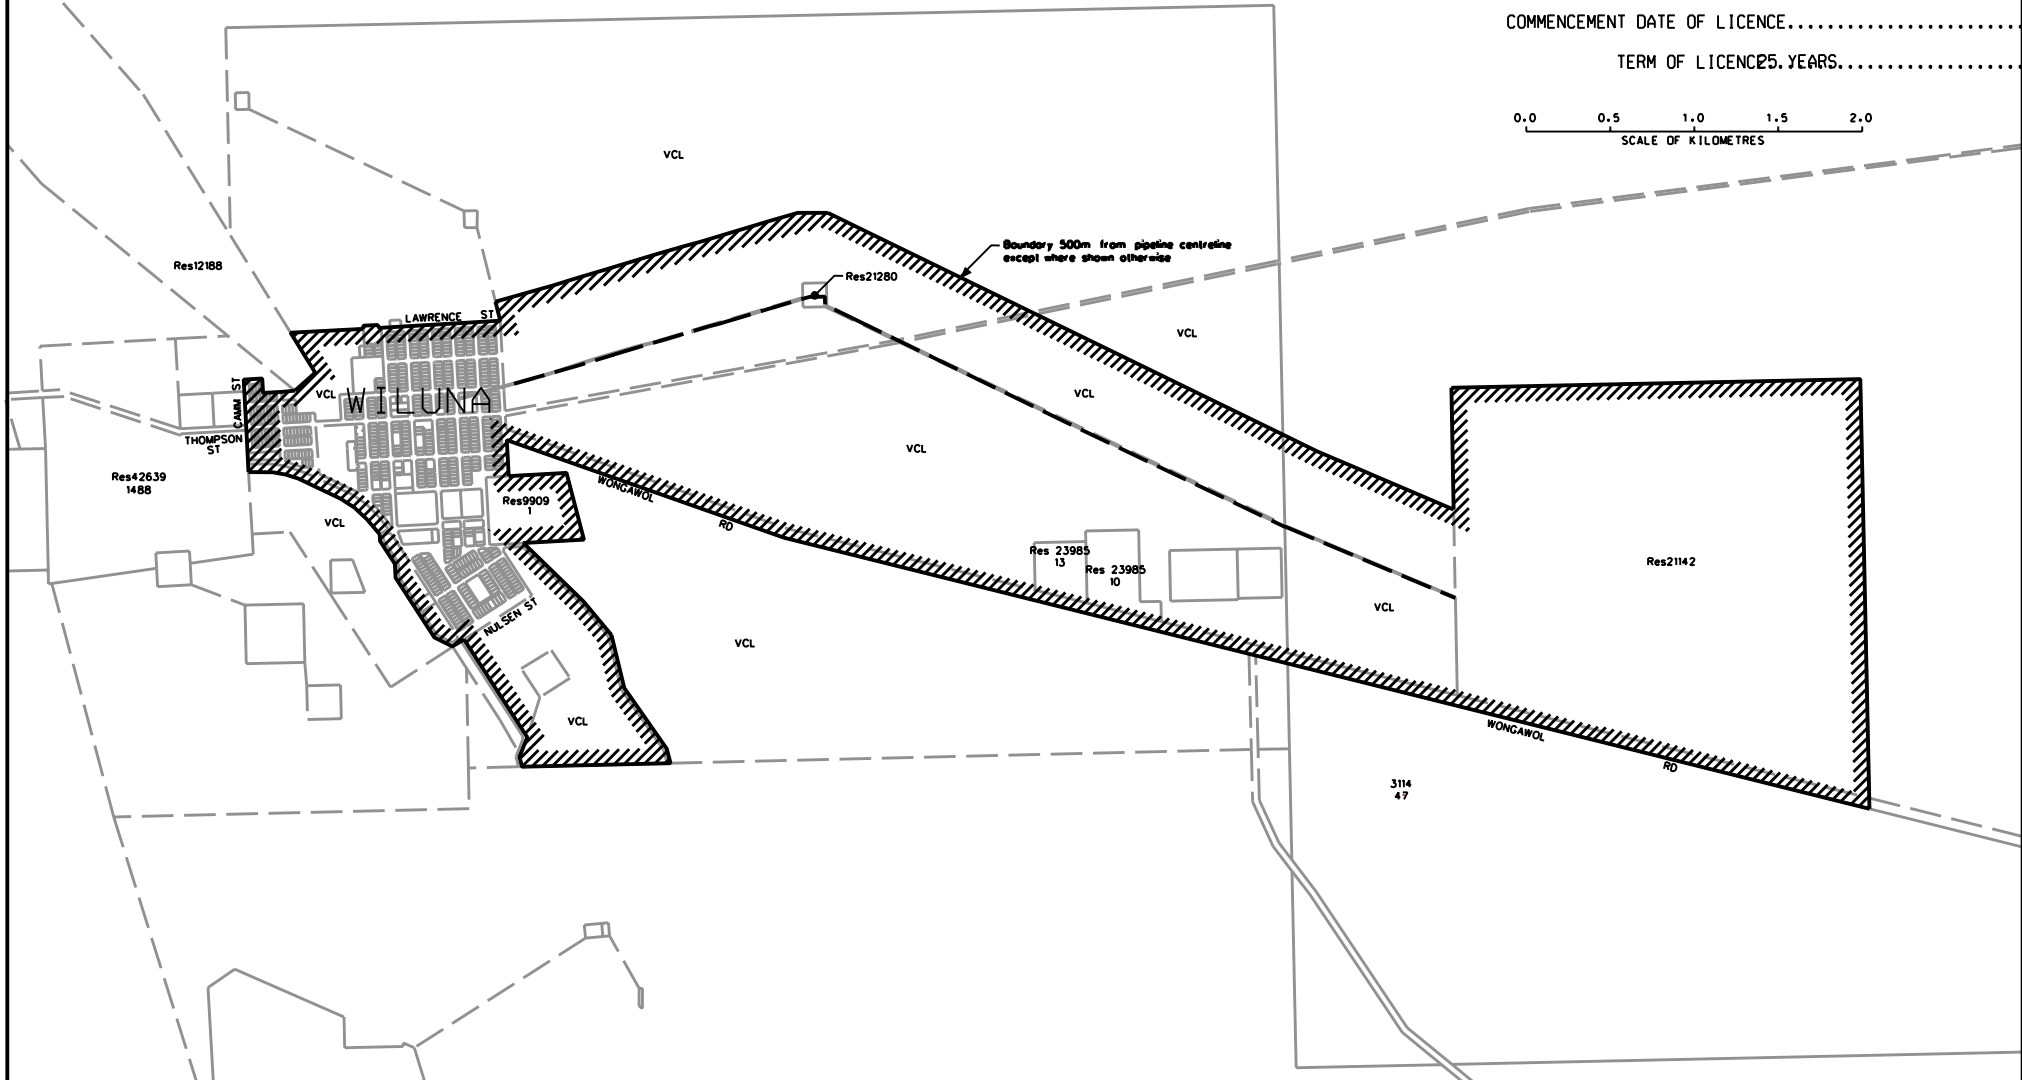 COMMENCEMENT DATE OF LICENCE..............................
TERM OF LICENCE25 YEARS..............................
0.0 0.5 1.0 1.5 2.0
SCALE OF KILOMETRES
VCL
Res12188
Boundary 500m from pipeline centreline
except where shown otherwise
Res21280
LAWRENCE ST
VCL
VCL
VCL
WILUNA
CAMM ST
THOMPSON
ST
VCL
Res42639
1488
WONGAWOL
RD
Res9909
1
VCL
Res 23985
13
Res 23985
10
Res21142
VCL
NULSEN ST
VCL
VCL
WONGAWOL
RD
3114
47